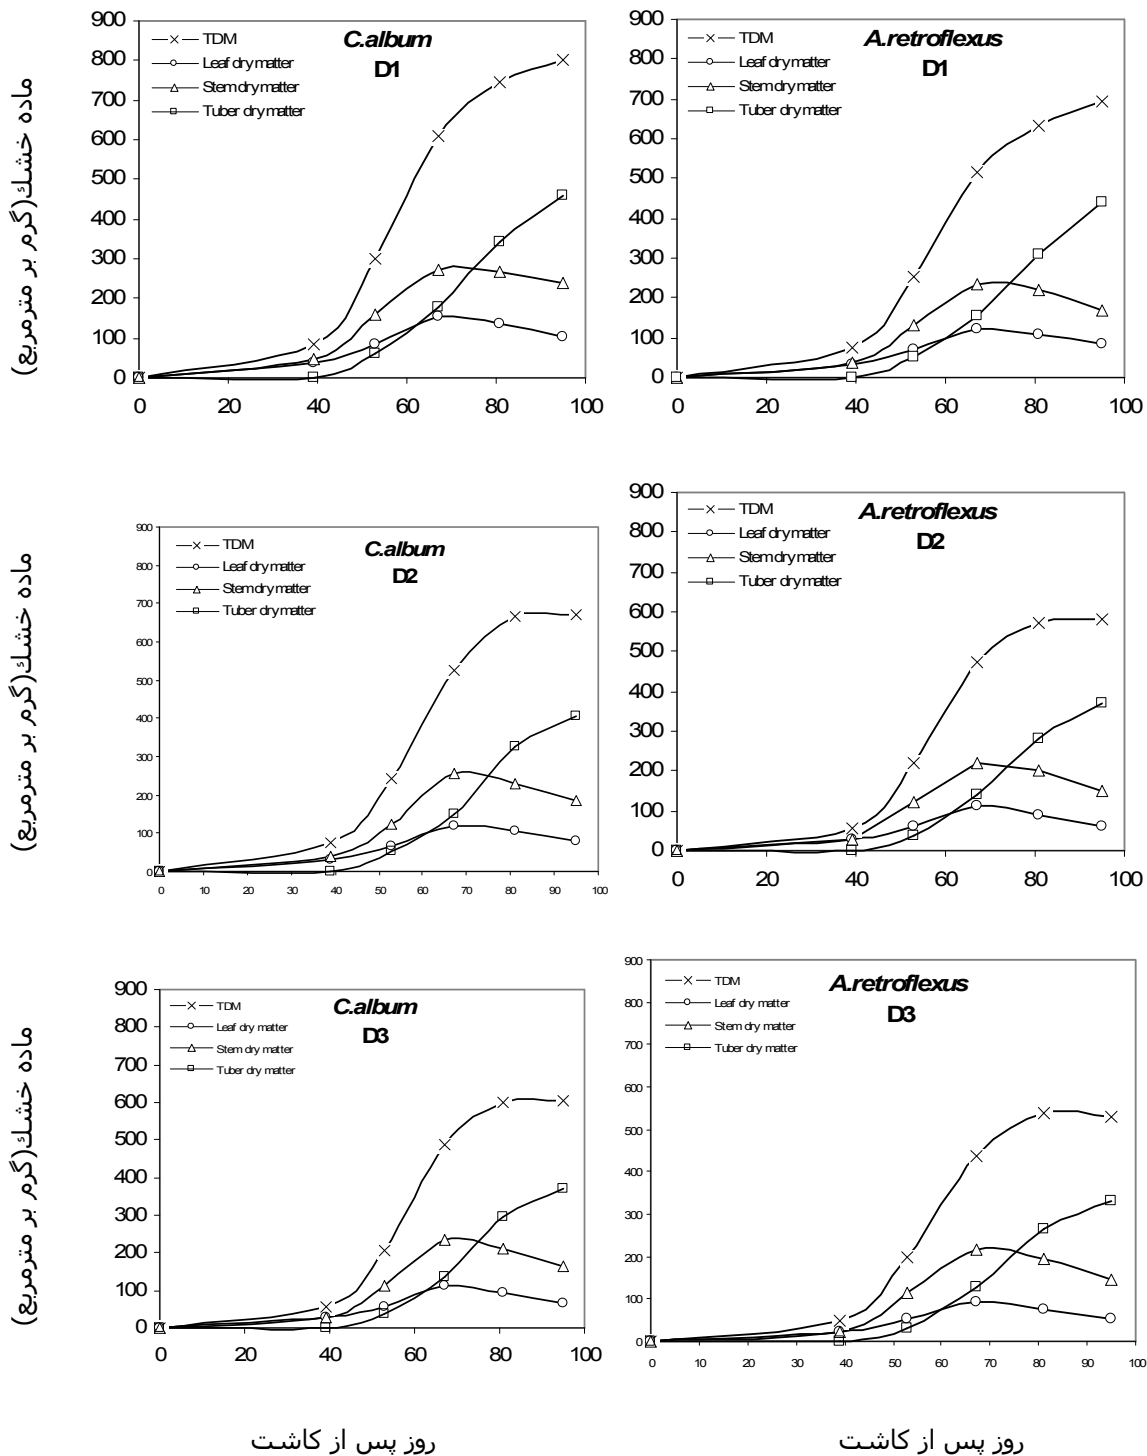 ماده خشك(گرم بر مترمربع)
900
800
700
600
500
400
300
200
100
0
0 20 40 60 80 100
TDM
Leaf dry matter
Stem dry matter
Tuber dry matter
C.album
D1
900
800
700
600
500
400
300
200
100
0
0 20 40 60 80 100
TDM
Leaf dry matter
Stem dry matter
Tuber dry matter
A.retroflexus
D1
ماده خشك(گرم بر مترمربع)
900
800
700
600
500
400
300
200
100
0
0 10 20 30 40 50 60 70 80 90 100
TDM
Leaf dry matter
Stem dry matter
Tuber dry matter
C.album
D2
900
800
700
600
500
400
300
200
100
0
0 20 40 60 80 100
TDM
Leaf dry matter
Stem dry matter
Tuber dry matter
A.retroflexus
D2
ماده خشك(گرم بر مترمربع)
900
800
700
600
500
400
300
200
100
0
0 20 40 60 80 100
TDM
Leaf dry matter
Stem dry matter
Tuber dry matter
C.album
D3
900
800
700
600
500
400
300
200
100
0
0 10 20 30 40 50 60 70 80 90 100
TDM
Leaf dry matter
Stem dry matter
Tuber dry matter
A.retroflexus
D3
روز پس از كاشت
روز پس از كاشت